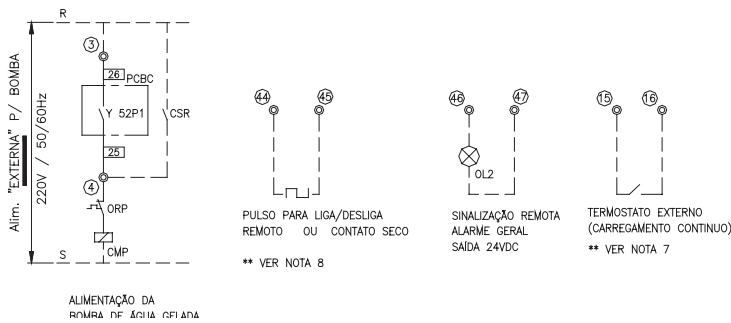 R
Alim. "EXTERNA" P/ BOMBA
220V / 50/60Hz
3
26 PCBC
Y 52P1
CSR
25
4
ORP
CMP
S
ALIMENTAÇÃO DA
BOMBA DE ÁGUA GELADA
44 45
PULSO PARA LIGA/DESLIGA
REMOTO OU CONTATO SECO
** VER NOTA 8
46 47
OL2
SINALIZAÇÃO REMOTA
ALARME GERAL
SAÍDA 24VDC
15 16
TERMOSTATO EXTERNO
(CARREGAMENTO CONTINUO)
** VER NOTA 7